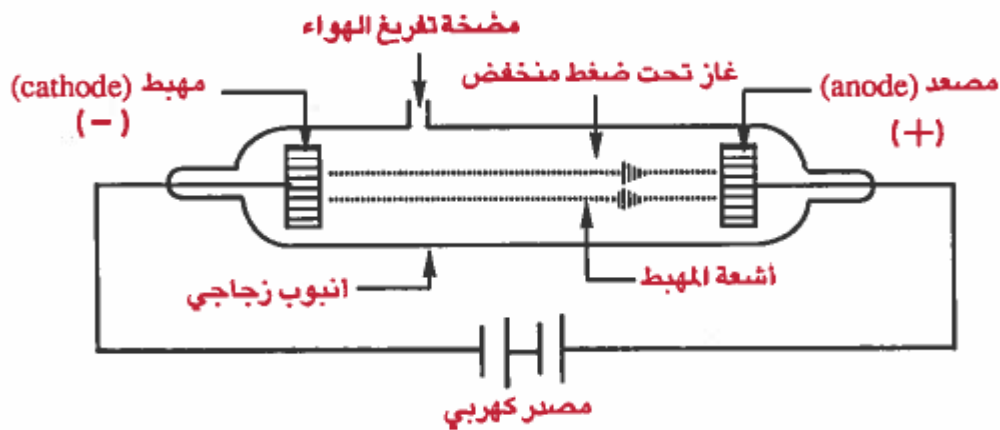 مضخة تفريغ الهواء
غاز تحت ضغط منخفض
مصعد (anode)
(+)
مهبط (cathode)
(-)
أشعة المهبط
انبوب زجاجي
مصدر كهربي